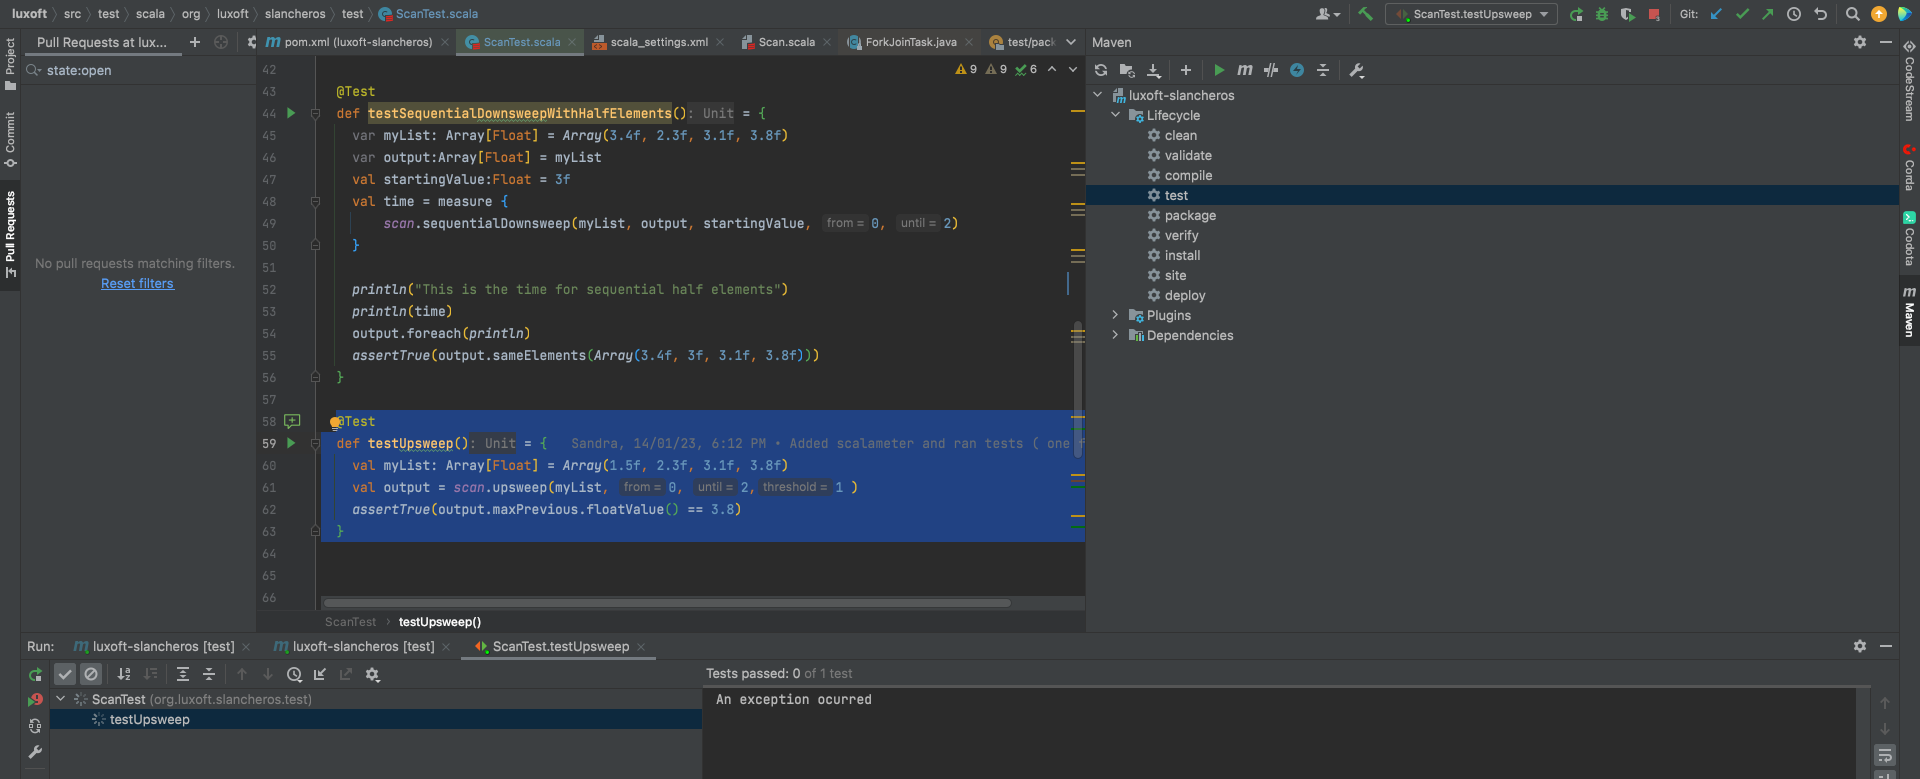 luxoft src test scala org luxoft slancheros test ScanTest.scala
ScanTest.testUpsweep
Git:
Project
Commit
Pull Requests
Pull Requests at lux...
state:open
No pull requests matching filters.
Reset filters
pom.xml (luxoft-slancheros)
ScanTest.scala
scala_settings.xml
Scan.scala
ForkJoinTask.java
test/pack
9 9 6
42
43 @Test
44 def testSequentialDownsweepWithHalfElements(): Unit = {
45 var myList: Array[Float] = Array(3.4f, 2.3f, 3.1f, 3.8f)
46 var output:Array[Float] = myList
47 val startingValue:Float = 3f
48 val time = measure {
49 scan.sequentialDownsweep(myList, output, startingValue, from = 0, until = 2)
50 }
51
52 println("This is the time for sequential half elements")
53 println(time)
54 output.foreach(println)
55 assertTrue(output.sameElements(Array(3.4f, 3f, 3.1f, 3.8f)))
56 }
57
58 @Test
59 def testUpsweep(): Unit = { Sandra, 14/01/23, 6:12 PM • Added scalameter and ran tests ( one f
60 val myList: Array[Float] = Array(1.5f, 2.3f, 3.1f, 3.8f)
61 val output = scan.upsweep(myList, from = 0, until = 2, threshold = 1 )
62 assertTrue(output.maxPrevious.floatValue() == 3.8)
63 }
64
65
66
ScanTest testUpsweep()
Maven
luxoft-slancheros
Lifecycle
clean
validate
compile
test
package
verify
install
site
deploy
Plugins
Dependencies
CodeStream
Corda
Codota
Maven
Run: luxoft-slancheros [test] luxoft-slancheros [test] ScanTest.testUpsweep
Tests passed: 0 of 1 test
ScanTest (org.luxoft.slancheros.test)
testUpsweep
An exception ocurred